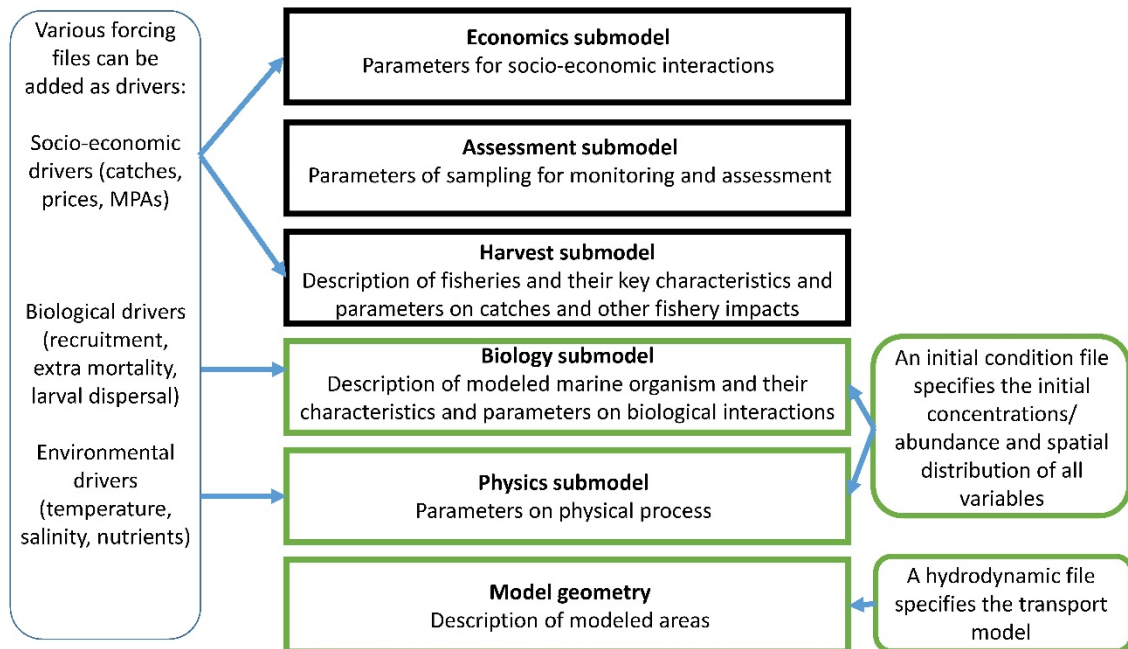 Various forcing
files can be
added as drivers:
Socio-economic
drivers (catches,
prices, MPAs)
Biological drivers
(recruitment,
extra mortality,
larval dispersal)
Environmental
drivers
(temperature,
salinity, nutrients)
Economics submodel
Parameters for socio-economic interactions
Assessment submodel
Parameters of sampling for monitoring and assessment
Harvest submodel
Description of fisheries and their key characteristics and
parameters on catches and other fishery impacts
Biology submodel
Description of modeled marine organism and their
characteristics and parameters on biological interactions
Physics submodel
Parameters on physical process
Model geometry
Description of modeled areas
An initial condition file
specifies the initial
concentrations/
abundance and spatial
distribution of all
variables
A hydrodynamic file
specifies the transport
model